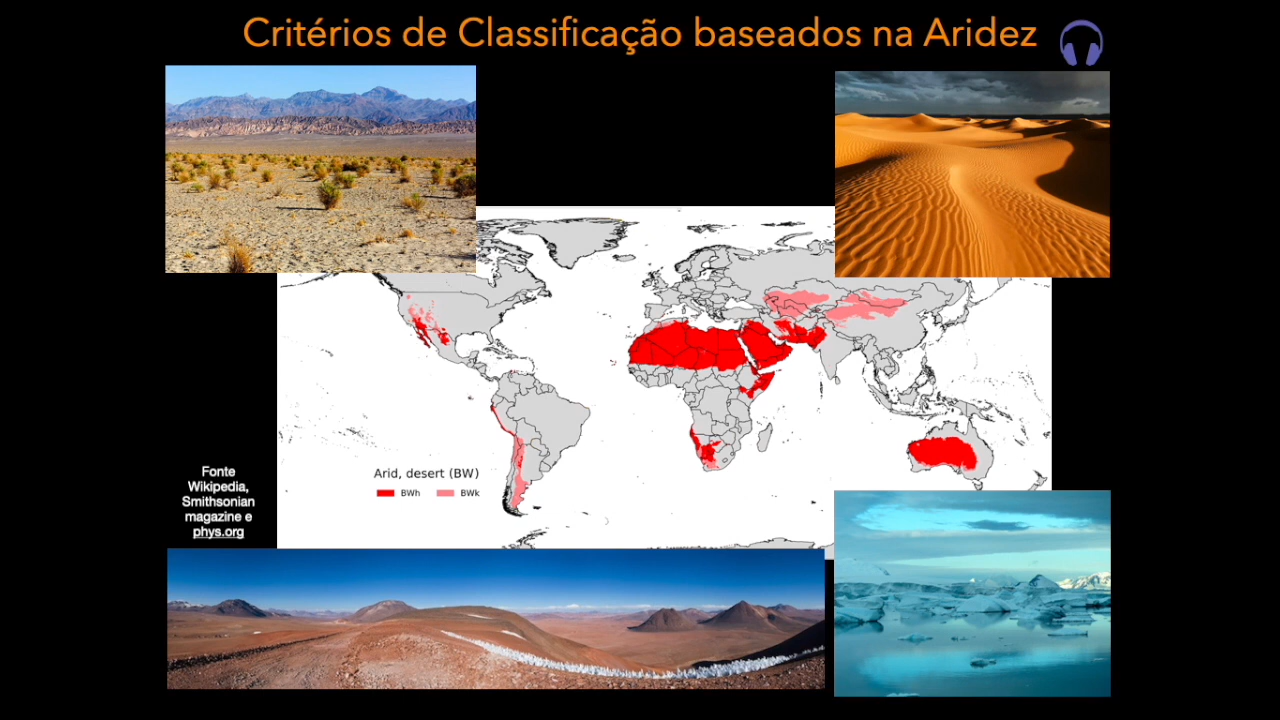 Critérios de Classificação baseados na Aridez
Arid, desert (BW)
BWh BWk
Fonte
Wikipedia,
Smithsonian
magazine e
phys.org